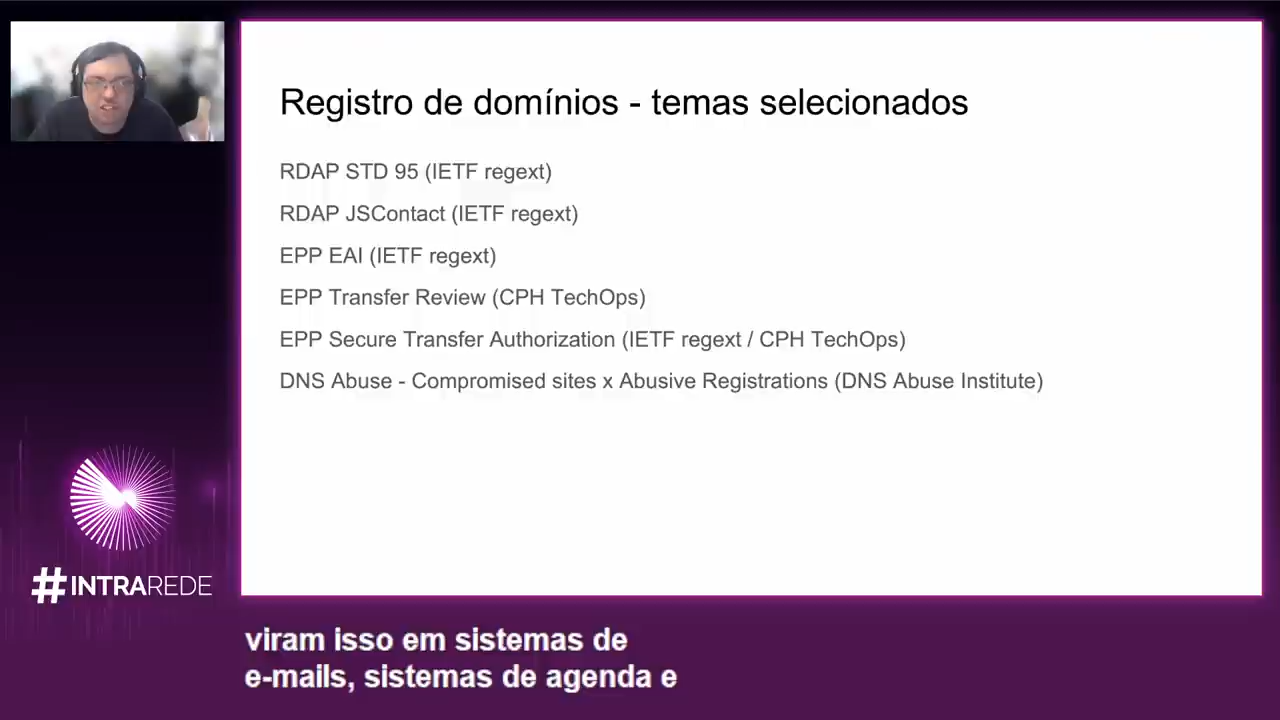 Registro de domínios - temas selecionados
RDAP STD 95 (IETF regext)
RDAP JSContact (IETF regext)
EPP EAI (IETF regext)
EPP Transfer Review (CPH TechOps)
EPP Secure Transfer Authorization (IETF regext / CPH TechOps)
DNS Abuse - Compromised sites x Abusive Registrations (DNS Abuse Institute)
#INTRAREDE
viram isso em sistemas de
e-mails, sistemas de agenda e